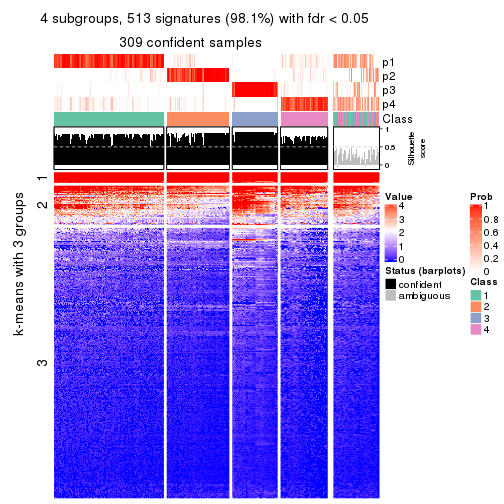 4 subgroups, 513 signatures (98.1%) with fdr < 0.05
309 confident samples
p1
p2
p3
p4
Class
1
0.5
0
Silhouette
score
k-means with 3 groups
1
2
3
Value
4
3
2
1
0
Status (barplots)
confident
ambiguous
Prob
1
0.8
0.6
0.4
0.2
0
Class
1
2
3
4